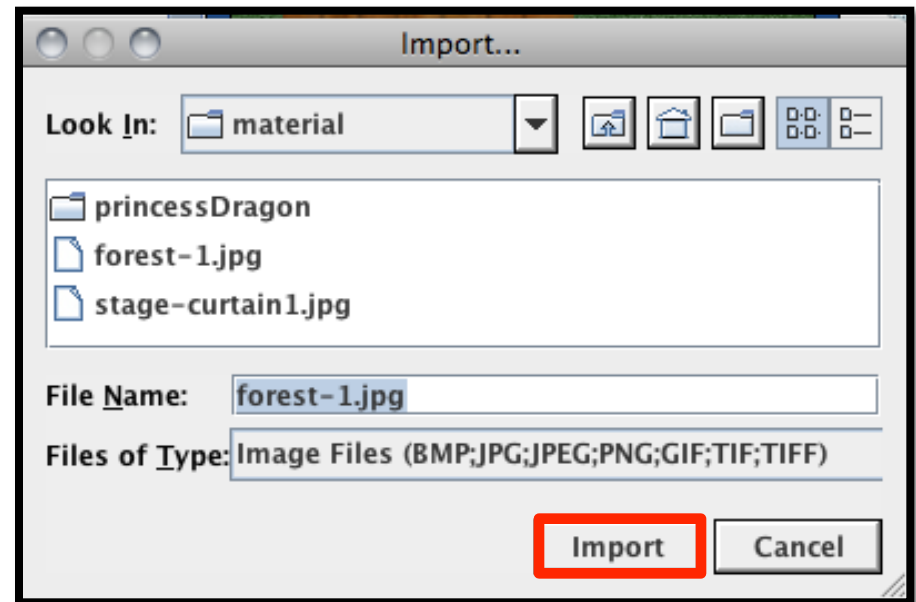 Import...
Look In: material
princessDragon
forest-1.jpg
stage-curtain1.jpg
File Name: forest-1.jpg
Files of Type: Image Files (BMP;JPG;JPEG;PNG;GIF;TIF;TIFF)
Import Cancel